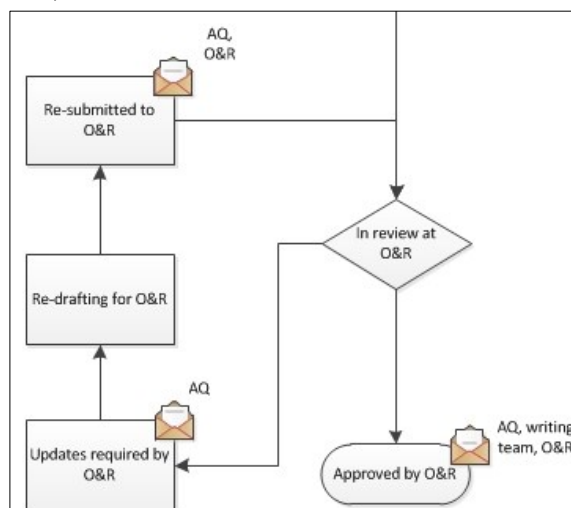 AQ,
O&R
Re-submitted to
O&R
In review at
O&R
Re-drafting for O&R
AQ
Updates required by
O&R
AQ, writing
team, O&R
Approved by O&R